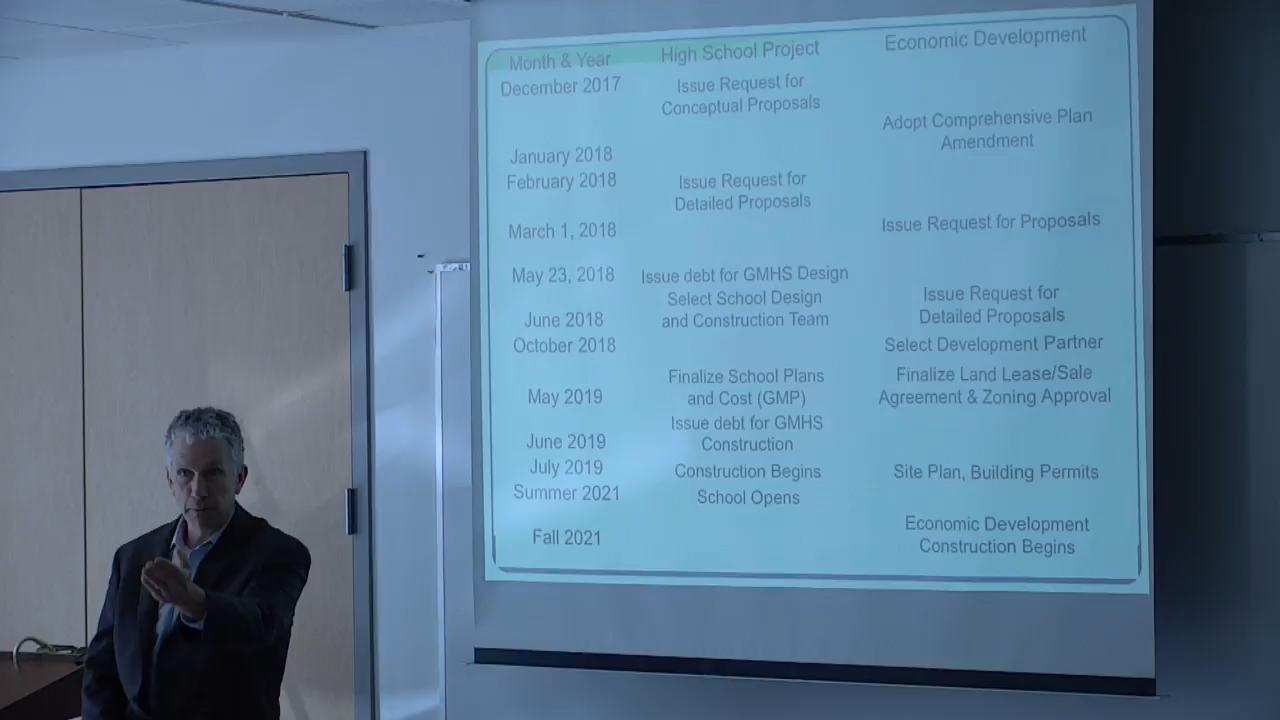 Month & Year High School Project Economic Development
December 2017 Issue Request for
Conceptual Proposals
Adopt Comprehensive Plan
Amendment
January 2018
February 2018 Issue Request for
Detailed Proposals
March 1, 2018 Issue Request for Proposals
May 23, 2018 Issue debt for GMHS Design
Select School Design Issue Request for
June 2018 and Construction Team Detailed Proposals
October 2018 Select Development Partner
Finalize School Plans Finalize Land Lease/Sale
May 2019 and Cost (GMP) Agreement & Zoning Approval
Issue debt for GMHS
June 2019 Construction
July 2019 Construction Begins Site Plan, Building Permits
Summer 2021 School Opens
Economic Development
Fall 2021 Construction Begins